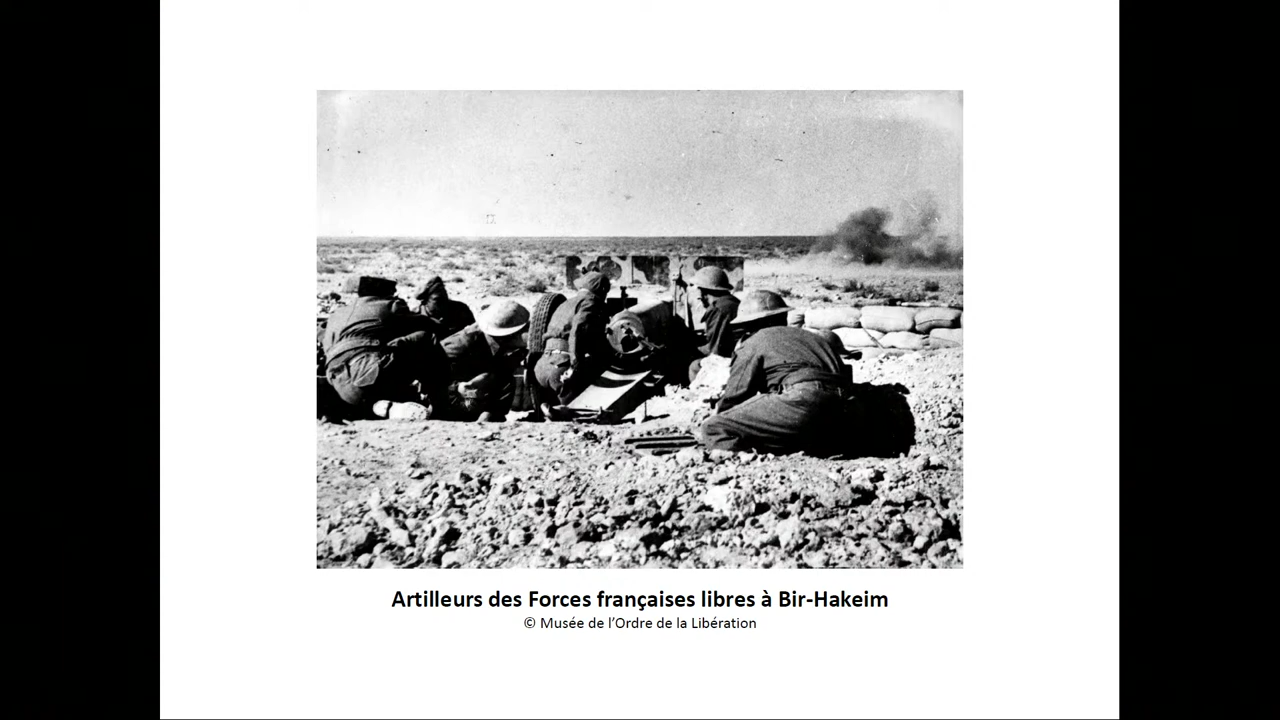 Artilleurs des Forces françaises libres à Bir-Hakeim
© Musée de l’Ordre de la Libération